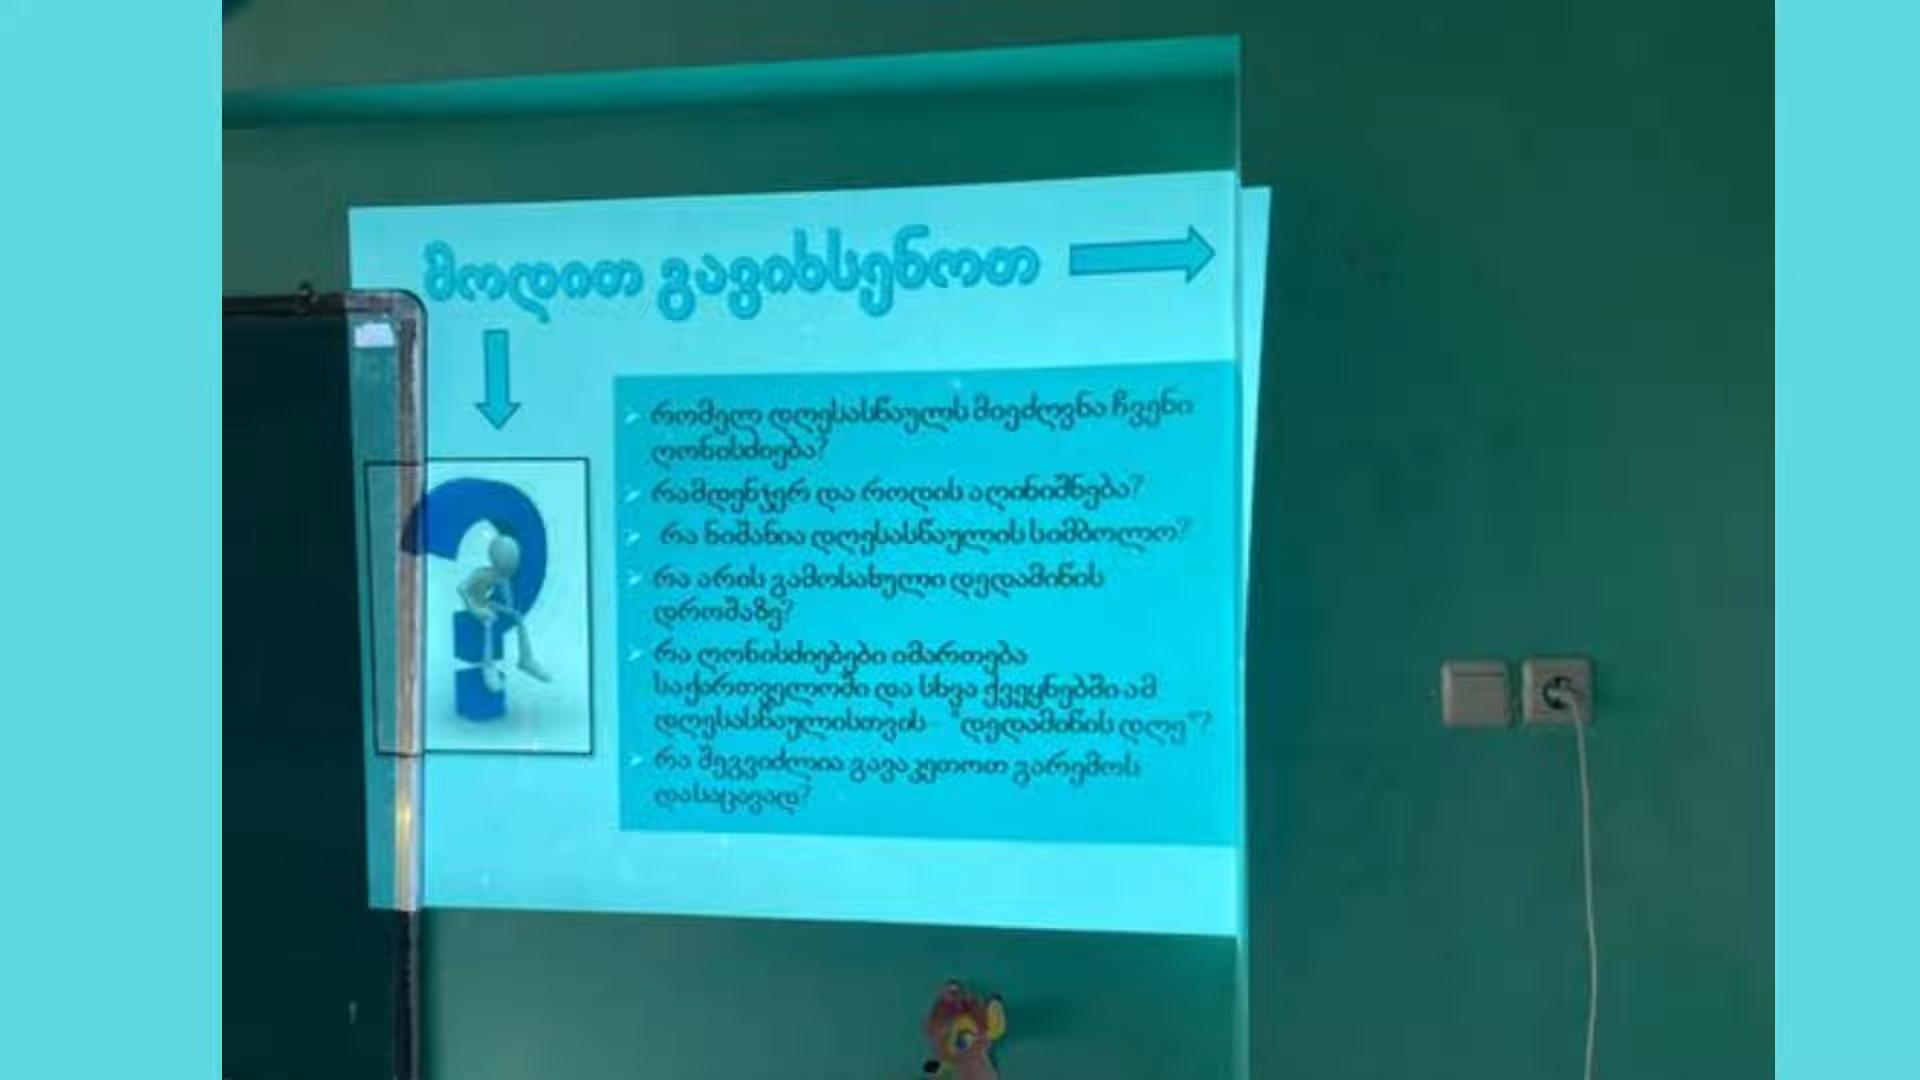 მოდით გავიხსენოთ
რომელ დღესასწაულს მიეძღვნა ჩვენი
ღონისძიება?
რამდენჯერ და როდის აღინიშნება?
რა ნიშანია დღესასწაულის სიმბოლო?
რა არის გამოსახული დედამიწის
დროშაზე?
რა ღონისძიებები იმართება
საქართველოში და სხვა ქვეყნებში ამ
დღესასწაულისთვის - "დედამიწის დღე"?
რა შეგვიძლია გავაკეთოთ გარემოს
დასაცავად?